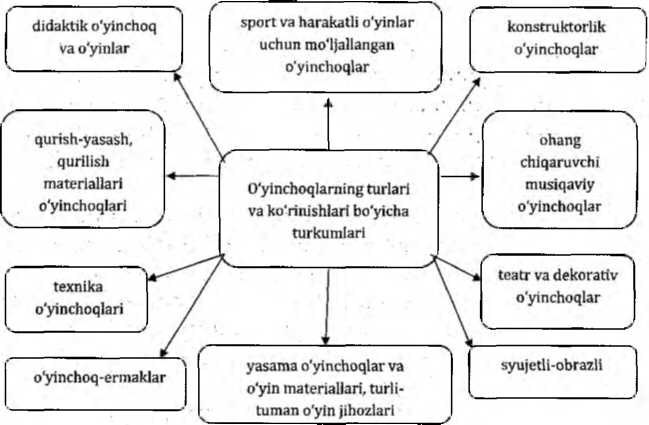 didaktik o‘yinchoq
va o‘yinlar
sport va harakatli o‘yinlar
uchun mo‘ljallangan
o‘yinchoqlar
konstruktorlik
o‘yinchoqlar
qurish-yasash,
qurilish
materiallari
o‘yinchoqlari
O‘yinchoqlarning turlari
va ko‘rinishlari bo‘yicha
turkumlari
ohang
chiqaruvchi
musiqaviy
o‘yinchoqlar
texnika
o‘yinchoqlari
teatr va dekorativ
o‘yinchoqlar
o‘yinchoq-ermaklar
yasama o‘yinchoqlar va
o‘yin materiallari, turli-
tuman o‘yin jihozlari
syujetli-obrazli